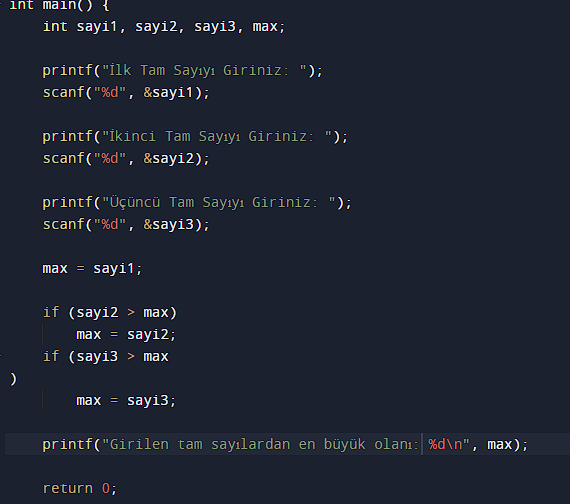 int main() {
int sayi1, sayi2, sayi3, max;
printf("İlk Tam Sayıyı Giriniz: ");
scanf("%d", &sayi1);
printf("İkinci Tam Sayıyı Giriniz: ");
scanf("%d", &sayi2);
printf("Üçüncü Tam Sayıyı Giriniz: ");
scanf("%d", &sayi3);
max = sayi1;
if (sayi2 > max)
max = sayi2;
if (sayi3 > max
)
max = sayi3;
printf("Girilen tam sayılardan en büyük olanı: %d\n", max);
return 0;